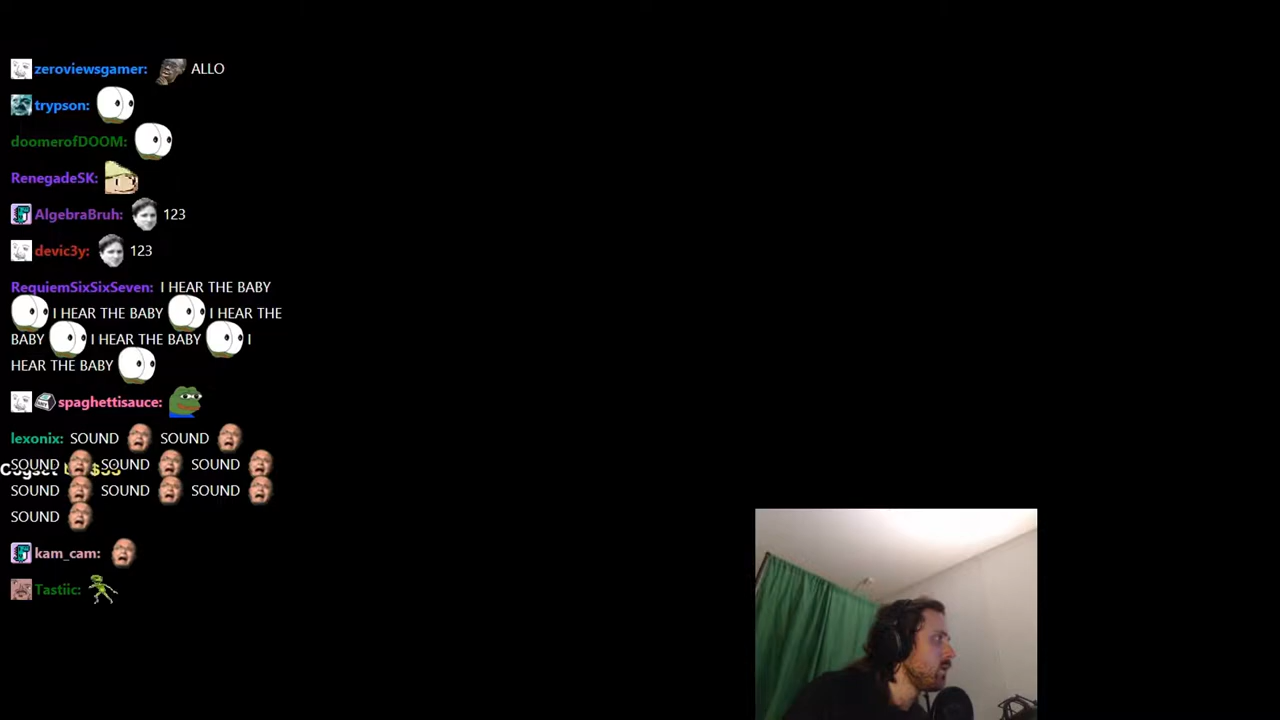 zeroviewsgamer: ALLO
trypson:
doomerofDOOM:
RenegadeSK:
AlgebraBruh: 123
devic3y: 123
RequiemSixSixSeven: I HEAR THE BABY
I HEAR THE BABY I HEAR THE
BABY I HEAR THE BABY I
HEAR THE BABY
spaghettisauce:
lexonix: SOUND SOUND
SOUND SOUND SOUND
SOUND SOUND SOUND
SOUND
kam_cam:
Tastiic: